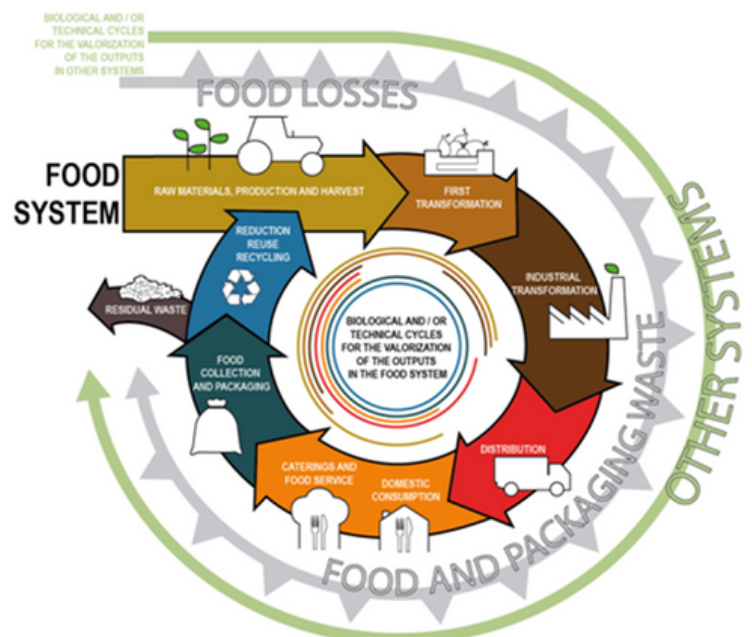 BIOLOGICAL AND / OR
TECHNICAL CYCLES
FOR THE VALORIZATION
OF THE OUTPUTS
IN OTHER SYSTEMS
FOOD LOSSES
FOOD
SYSTEM
RAW MATERIALS, PRODUCTION AND HARVEST
FIRST
TRANSFORMATION
REDUCTION
REUSE
RECYCLING
INDUSTRIAL
TRANSFORMATION
RESIDUAL WASTE
BIOLOGICAL AND / OR
TECHNICAL CYCLES
FOR THE VALORIZATION
OF THE OUTPUTS
IN THE FOOD SYSTEM
FOOD
COLLECTION
AND PACKAGING
DISTRIBUTION
CATERINGS AND
FOOD SERVICE
DOMESTIC
CONSUMPTION
FOOD AND PACKAGING WASTE
OTHER SYSTEMS